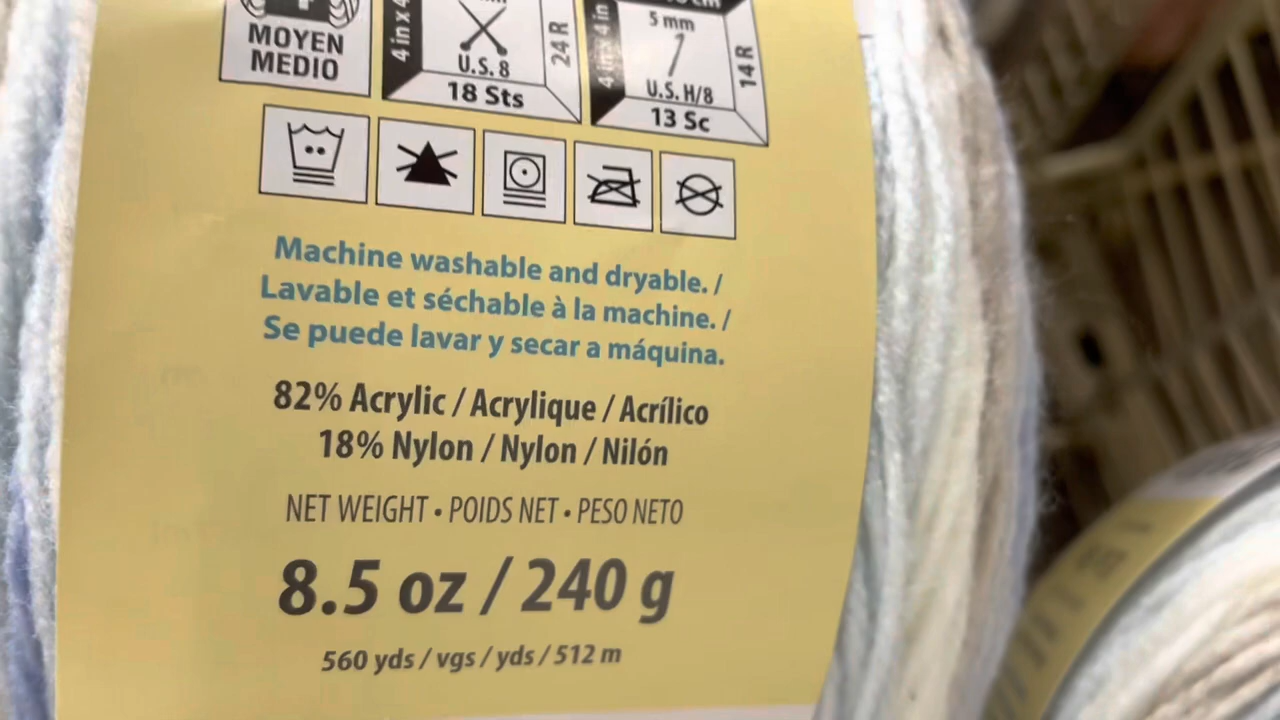 MOYEN
MEDIO
4 in x 4
U.S. 8
24 R
18 Sts
4 in x 4 in
5 mm
U.S. H/8
14 R
13 Sc
Machine washable and dryable. /
Lavable et séchable à la machine. /
Se puede lavar y secar a máquina.
82% Acrylic / Acrylique / Acrílico
18% Nylon / Nylon / Nilón
NET WEIGHT • POIDS NET • PESO NETO
8.5 oz / 240 g
560 yds / vgs / yds / 512 m